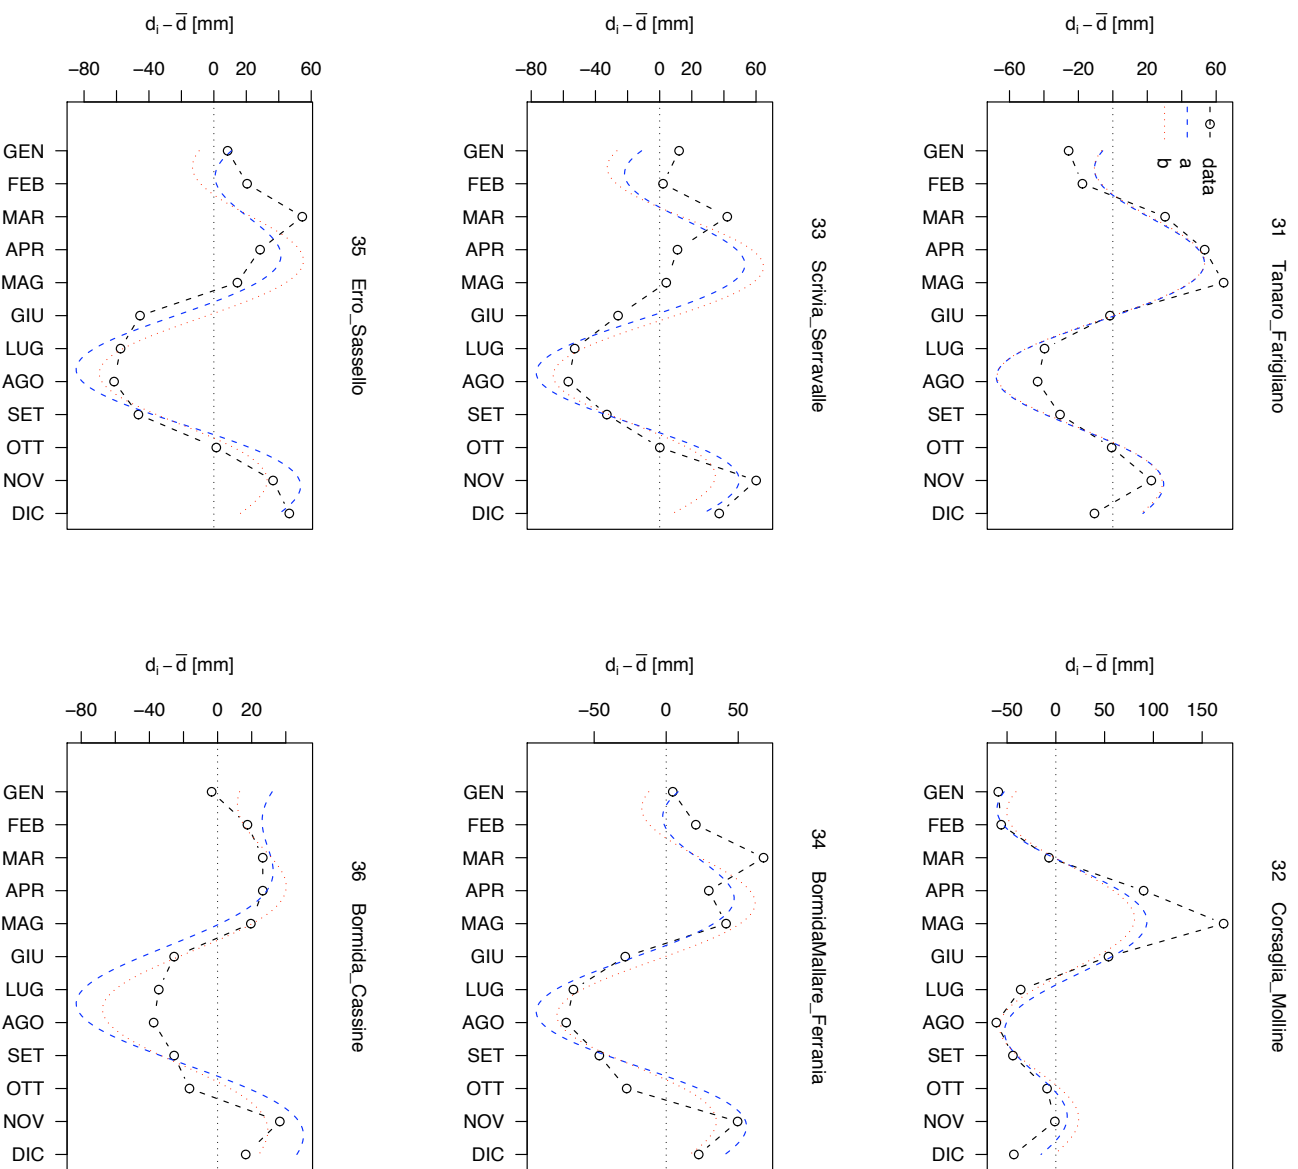 31 Tanaro_Farigliano
di – d [mm]
−60 −20 20 60
data
a
b
GEN
FEB
MAR
APR
MAG
GIU
LUG
AGO
SET
OTT
NOV
DIC
32 Corsaglia_Molline
di – d [mm]
−50 0 50 100 150
GEN
FEB
MAR
APR
MAG
GIU
LUG
AGO
SET
OTT
NOV
DIC
33 Scrivia_Serravalle
di – d [mm]
−80 −40 0 20 60
GEN
FEB
MAR
APR
MAG
GIU
LUG
AGO
SET
OTT
NOV
DIC
34 BormidaMallare_Ferrania
di – d [mm]
−50 0 50
GEN
FEB
MAR
APR
MAG
GIU
LUG
AGO
SET
OTT
NOV
DIC
35 Erro_Sassello
di – d [mm]
−80 −40 0 20 60
GEN
FEB
MAR
APR
MAG
GIU
LUG
AGO
SET
OTT
NOV
DIC
36 Bormida_Cassine
di – d [mm]
−80 −40 0 20
GEN
FEB
MAR
APR
MAG
GIU
LUG
AGO
SET
OTT
NOV
DIC